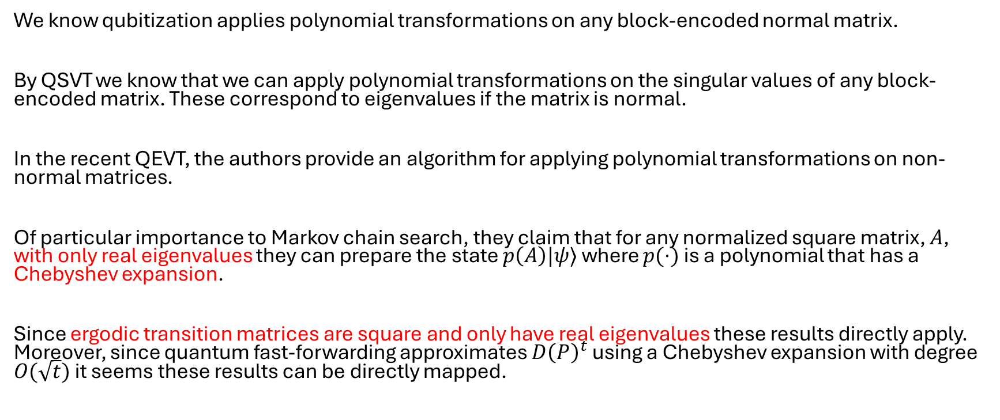 We know qubitization applies polynomial transformations on any block-encoded normal matrix.
By QSVT we know that we can apply polynomial transformations on the singular values of any block-
encoded matrix. These correspond to eigenvalues if the matrix is normal.
In the recent QEVT, the authors provide an algorithm for applying polynomial transformations on non-
normal matrices.
Of particular importance to Markov chain search, they claim that for any normalized square matrix, A,
with only real eigenvalues they can prepare the state p(A)|ψ⟩ where p(·) is a polynomial that has a
Chebyshev expansion.
Since ergodic transition matrices are square and only have real eigenvalues these results directly apply.
Moreover, since quantum fast-forwarding approximates D(P)^t using a Chebyshev expansion with degree
O(√t) it seems these results can be directly mapped.